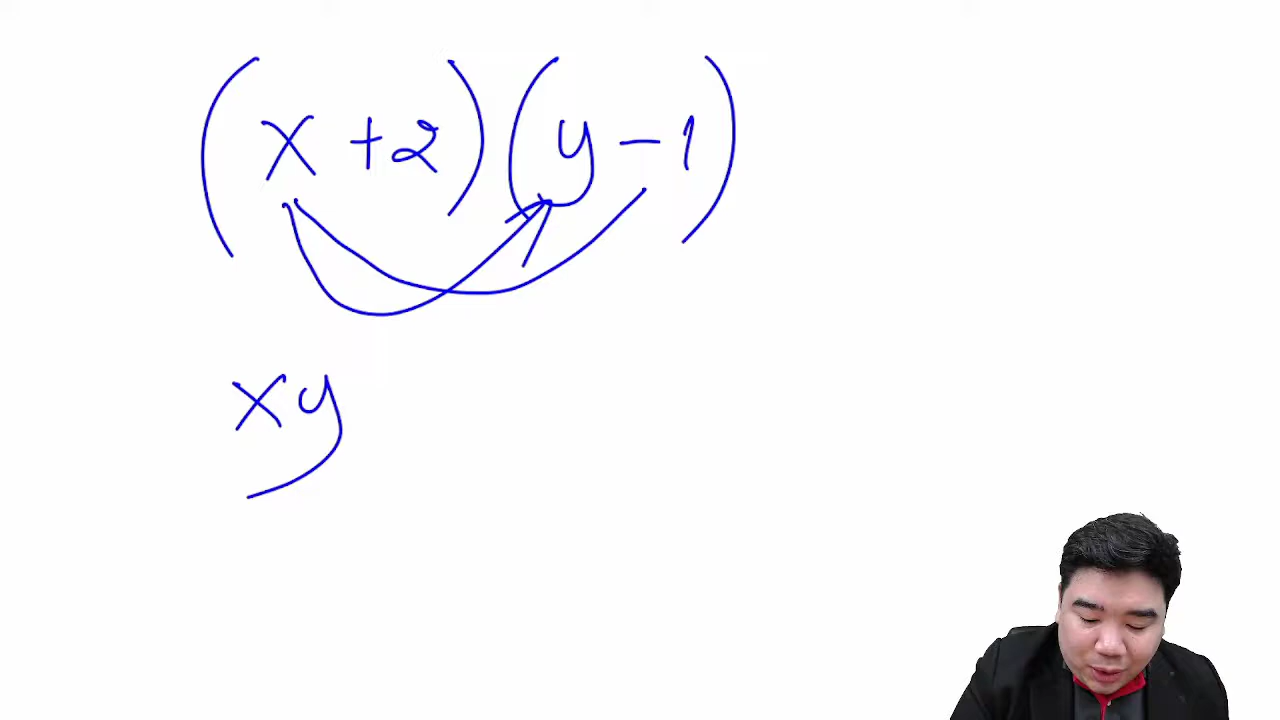 (x + 2)(y - 1)
xy